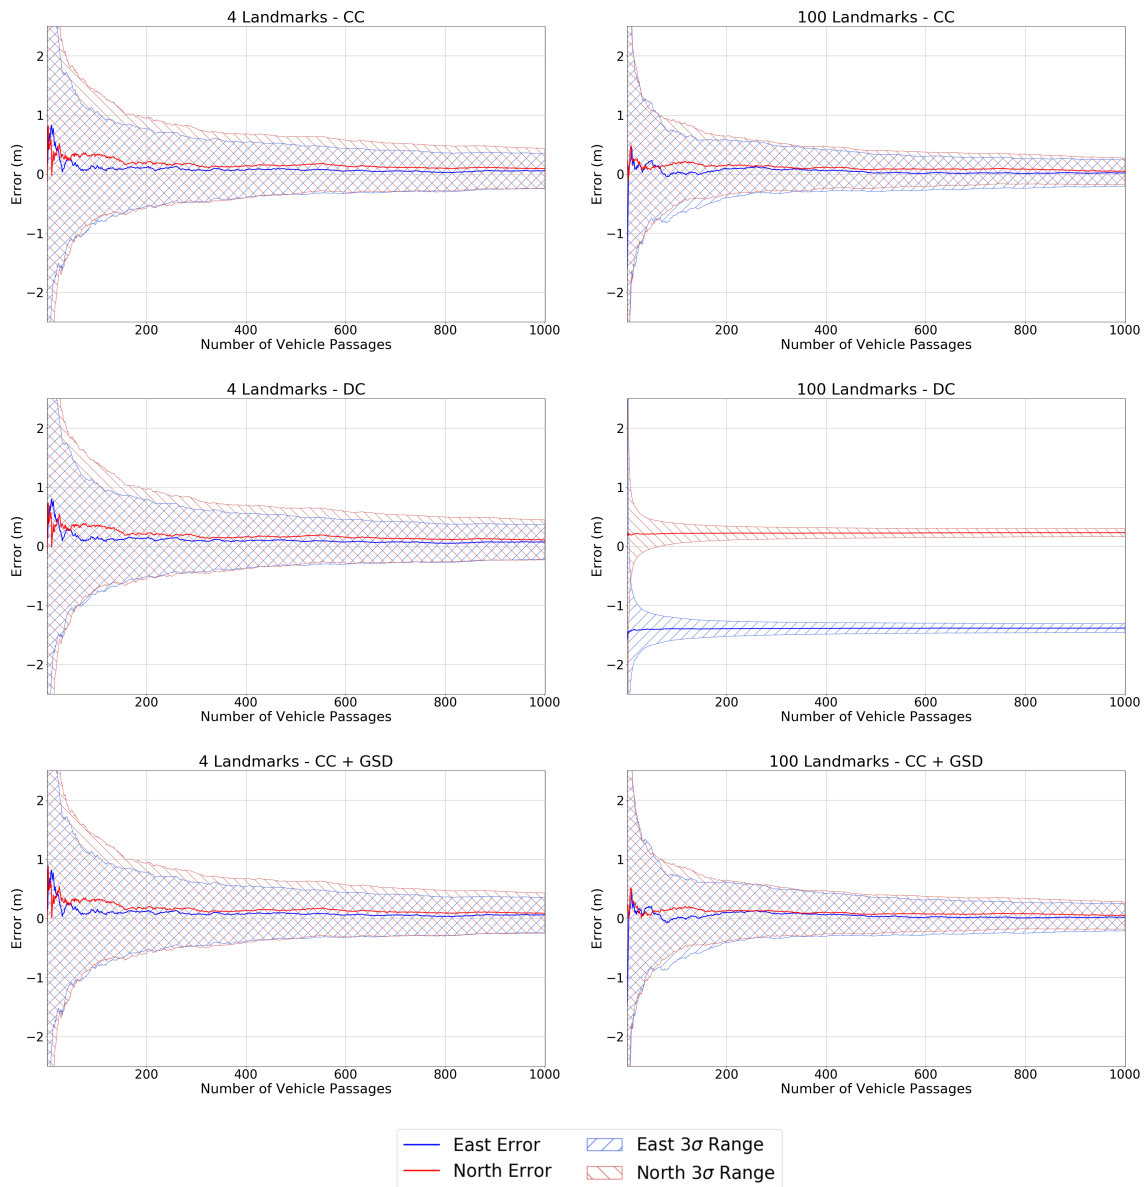 4 Landmarks - CC
Error (m)
2
1
0
−1
−2
200 400 600 800 1000
Number of Vehicle Passages
100 Landmarks - CC
Error (m)
2
1
0
−1
−2
200 400 600 800 1000
Number of Vehicle Passages
4 Landmarks - DC
Error (m)
2
1
0
−1
−2
200 400 600 800 1000
Number of Vehicle Passages
100 Landmarks - DC
Error (m)
2
1
0
−1
−2
200 400 600 800 1000
Number of Vehicle Passages
4 Landmarks - CC + GSD
Error (m)
2
1
0
−1
−2
200 400 600 800 1000
Number of Vehicle Passages
100 Landmarks - CC + GSD
Error (m)
2
1
0
−1
−2
200 400 600 800 1000
Number of Vehicle Passages
East Error
North Error
East 3σ Range
North 3σ Range